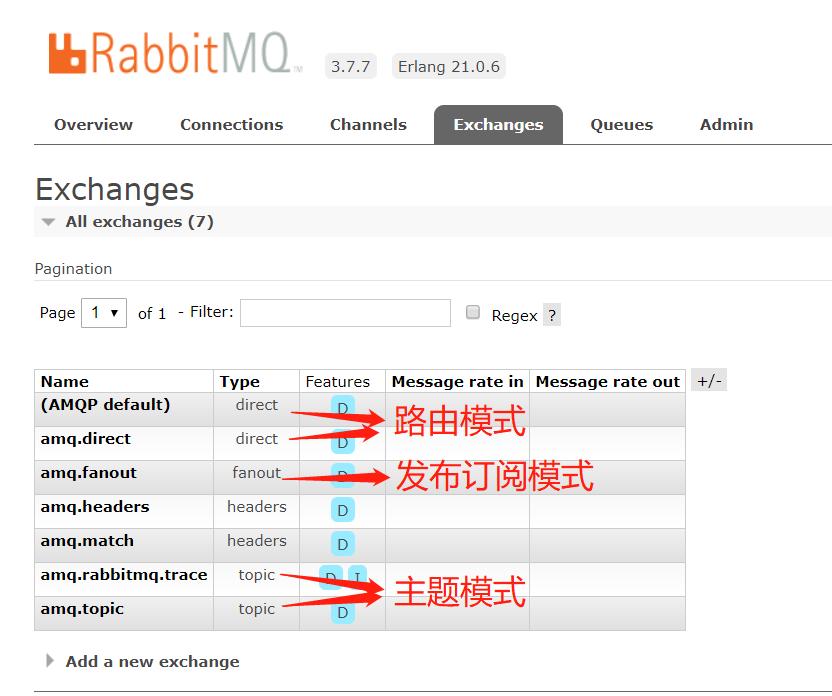 RabbitMQ TM 3.7.7 Erlang 21.0.6
Overview Connections Channels Exchanges Queues Admin
Exchanges
All exchanges (7)
Pagination
Page 1 of 1 - Filter: Regex ?
Name Type Features Message rate in Message rate out +/-
(AMQP default) direct D
路由模式
amq.direct direct D
amq.fanout fanout D 发布订阅模式
amq.headers headers D
amq.match headers D
amq.rabbitmq.trace topic D I
主题模式
amq.topic topic D
Add a new exchange